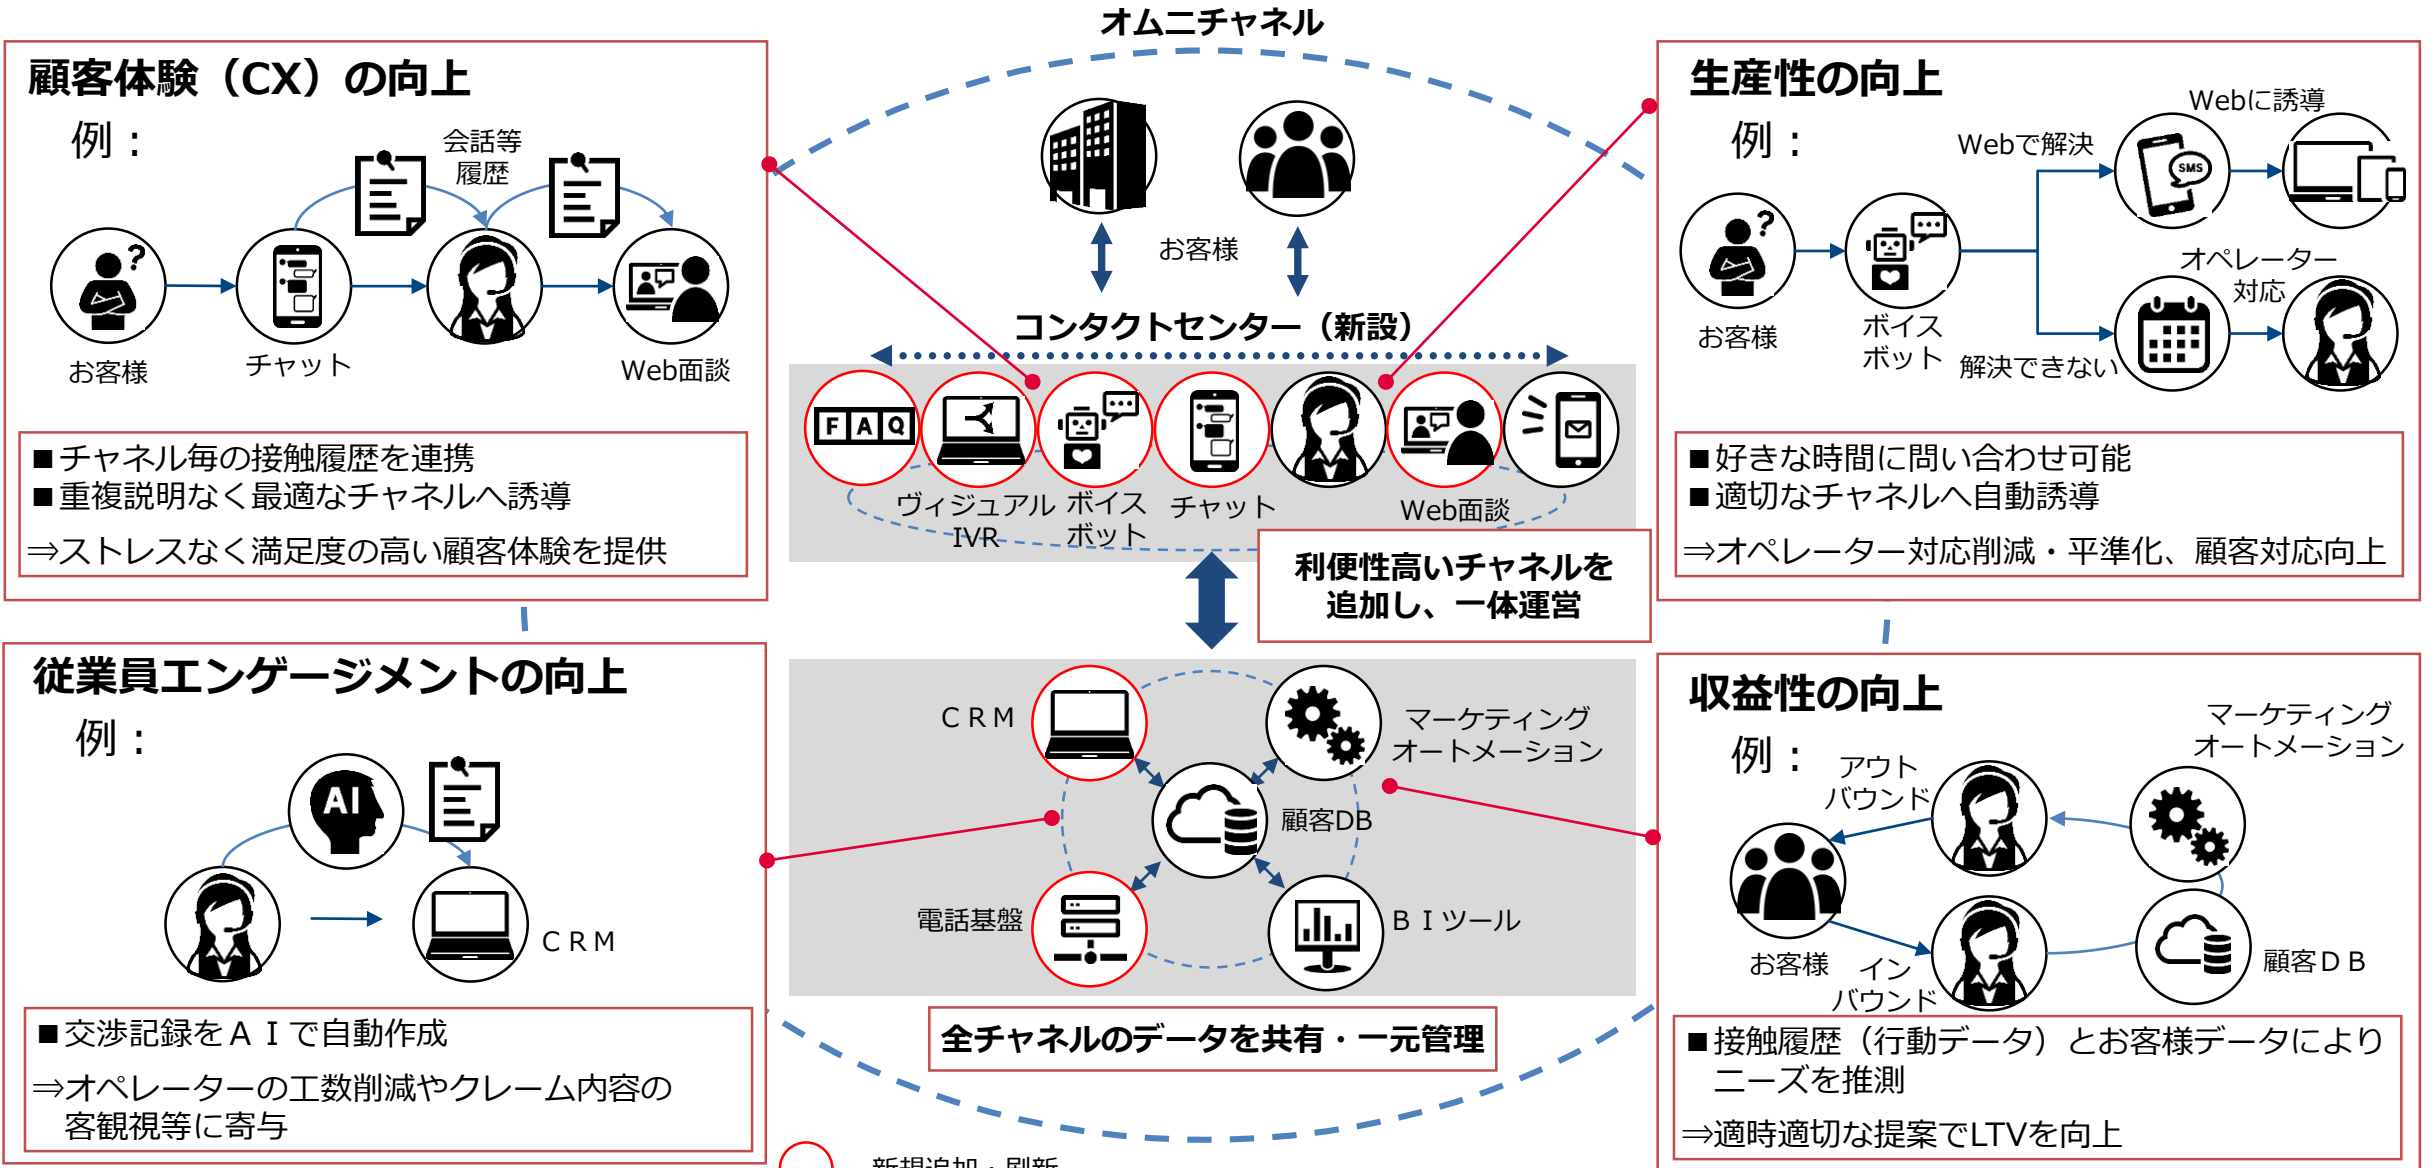 オムニチャネル
顧客体験（CX）の向上
例：
会話等
履歴
お客様
チャット
Web面談
■チャネル毎の接触履歴を連携
■重複説明なく最適なチャネルへ誘導
⇒ストレスなく満足度の高い顧客体験を提供
お客様
コンタクトセンター（新設）
FAQ
ヴィジュアル
IVR
ボイス
ボット
チャット
Web面談
利便性高いチャネルを
追加し、一体運営
生産性の向上
例：
Webに誘導
Webで解決
SMS
オペレーター
対応
お客様
ボイス
ボット
解決できない
■好きな時間に問い合わせ可能
■適切なチャネルへ自動誘導
⇒オペレーター対応削減・平準化、顧客対応向上
従業員エンゲージメントの向上
例：
AI
ＣＲＭ
■交渉記録をＡＩで自動作成
⇒オペレーターの工数削減やクレーム内容の
客観視等に寄与
ＣＲＭ
マーケティング
オートメーション
顧客DB
電話基盤
ＢＩツール
全チャネルのデータを共有・一元管理
新規追加・刷新
収益性の向上
例：
マーケティング
オートメーション
アウト
バウンド
お客様
イン
バウンド
顧客ＤＢ
■接触履歴（行動データ）とお客様データにより
ニーズを推測
⇒適時適切な提案でLTVを向上